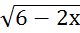 √(6 − 2x)